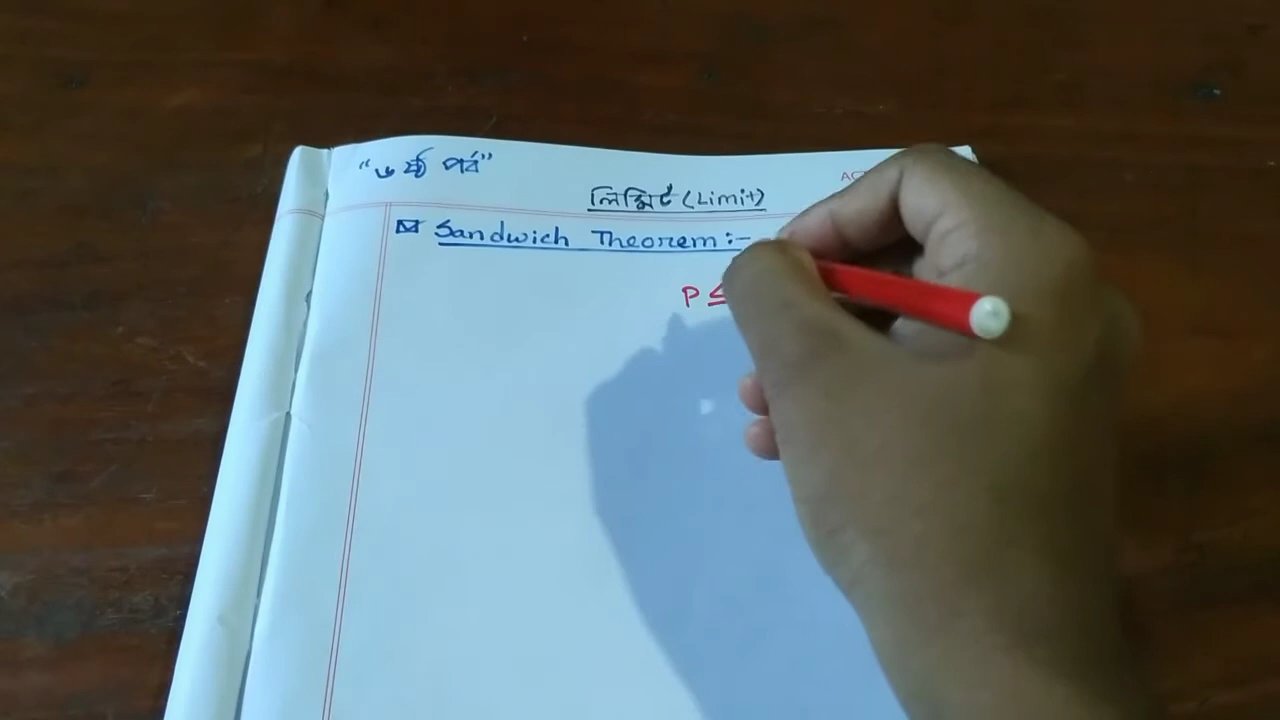 "৬ষ্ঠ পর্ব"
লিমিট (Limit)
Sandwich Theorem :-
P ≤